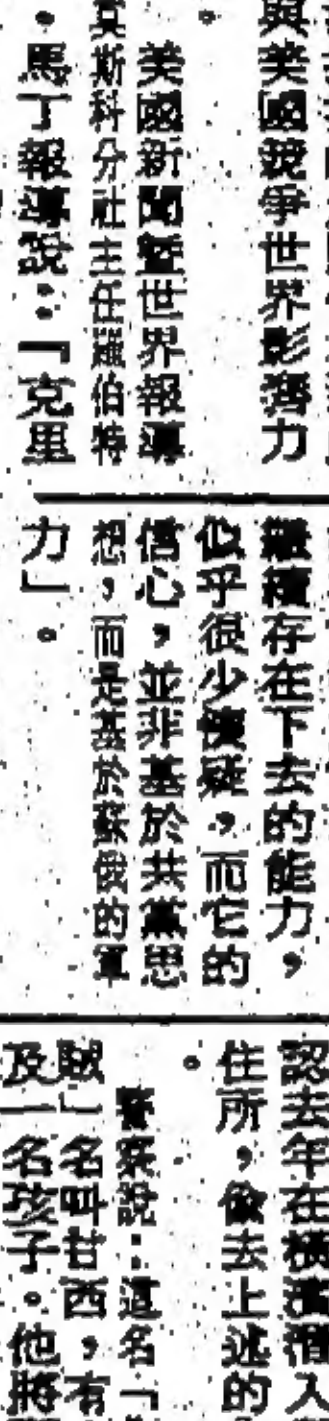 與美國競爭世界影響力
。
美國新聞暨世界報導
莫斯科分社主任羅伯特
・馬丁報導說：「克里
繼續存在下去的能力，
似乎很少懷疑，而它的
信心，並非基於共黨思
想，而是基於蘇俄的軍
力」。
認去年在橫濱潛入
住所，做去上述的
。
警察說：這名「
賊」名叫甘西，有
及一名孩子。他將